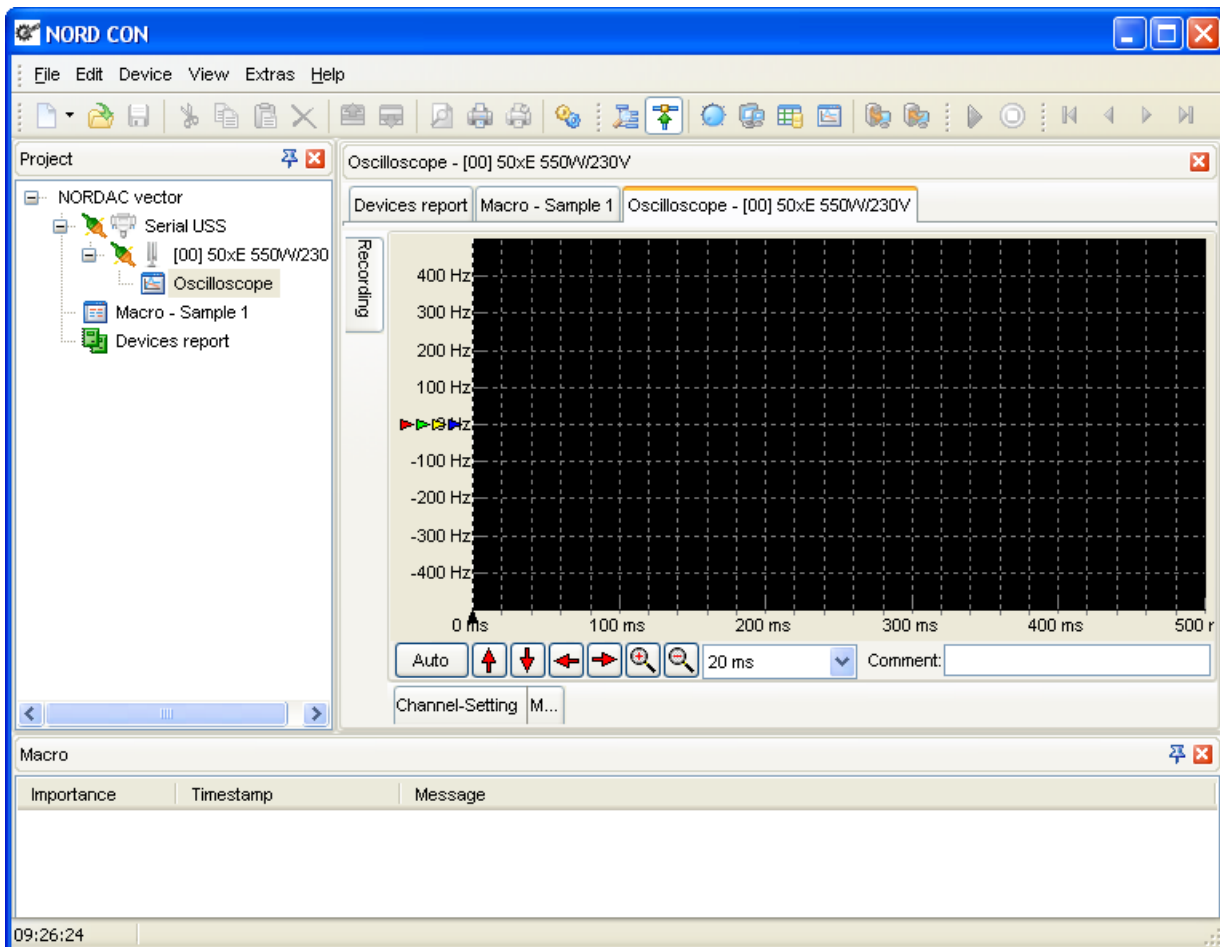 NORD CON
File Edit Device View Extras Help
Project
NORDAC vector
Serial USS
[00] 50xE 550W/230
Oscilloscope
Macro - Sample 1
Devices report
Oscilloscope - [00] 50xE 550W/230V
Devices report Macro - Sample 1 Oscilloscope - [00] 50xE 550W/230V
Recording
400 Hz
300 Hz
200 Hz
100 Hz
Hz
-100 Hz
-200 Hz
-300 Hz
-400 Hz
0 ms 100 ms 200 ms 300 ms 400 ms 500
Auto 20 ms Comment:
Channel-Setting M...
Macro
Importance Timestamp Message
09:26:24